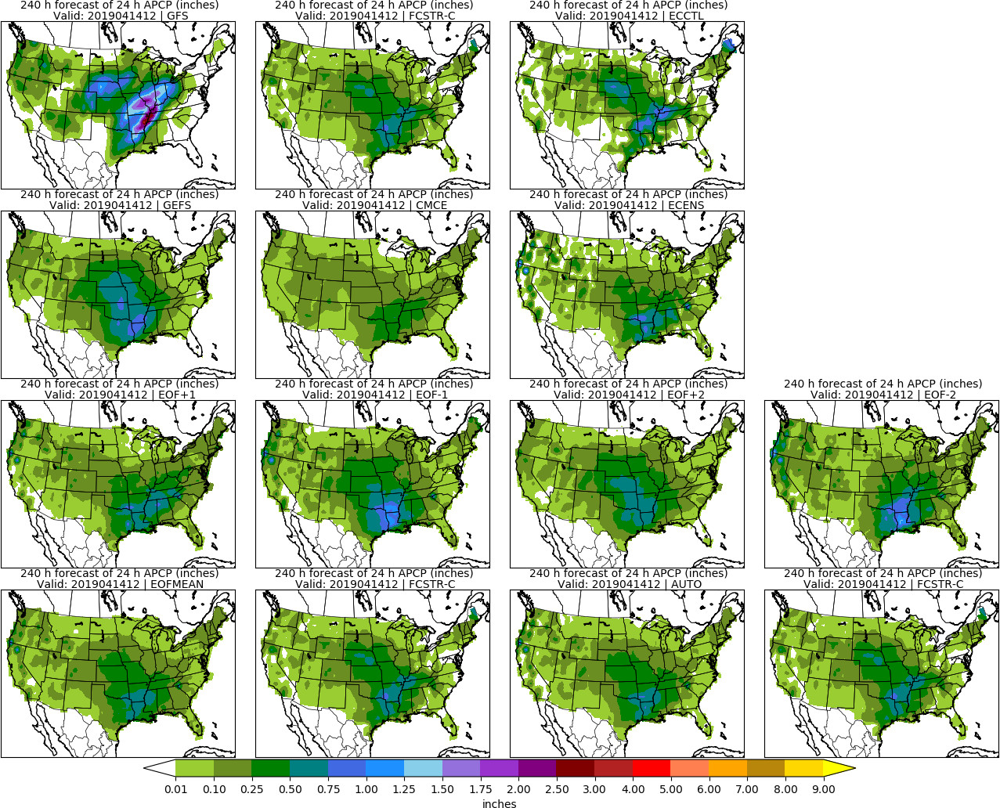 240 h forecast of 24 h APCP (inches)
Valid: 2019041412 | GFS
240 h forecast of 24 h APCP (inches)
Valid: 2019041412 | FCSTR-C
240 h forecast of 24 h APCP (inches)
Valid: 2019041412 | ECCTL
240 h forecast of 24 h APCP (inches)
Valid: 2019041412 | GEFS
240 h forecast of 24 h APCP (inches)
Valid: 2019041412 | CMCE
240 h forecast of 24 h APCP (inches)
Valid: 2019041412 | ECENS
240 h forecast of 24 h APCP (inches)
Valid: 2019041412 | EOF+1
240 h forecast of 24 h APCP (inches)
Valid: 2019041412 | EOF-1
240 h forecast of 24 h APCP (inches)
Valid: 2019041412 | EOF+2
240 h forecast of 24 h APCP (inches)
Valid: 2019041412 | EOF-2
240 h forecast of 24 h APCP (inches)
Valid: 2019041412 | EOFMEAN
240 h forecast of 24 h APCP (inches)
Valid: 2019041412 | FCSTR-C
240 h forecast of 24 h APCP (inches)
Valid: 2019041412 | AUTO
240 h forecast of 24 h APCP (inches)
Valid: 2019041412 | FCSTR-C
0.01 0.10 0.25 0.50 0.75 1.00 1.25 1.50 1.75 2.00 2.50 3.00 4.00 5.00 6.00 7.00 8.00 9.00
inches